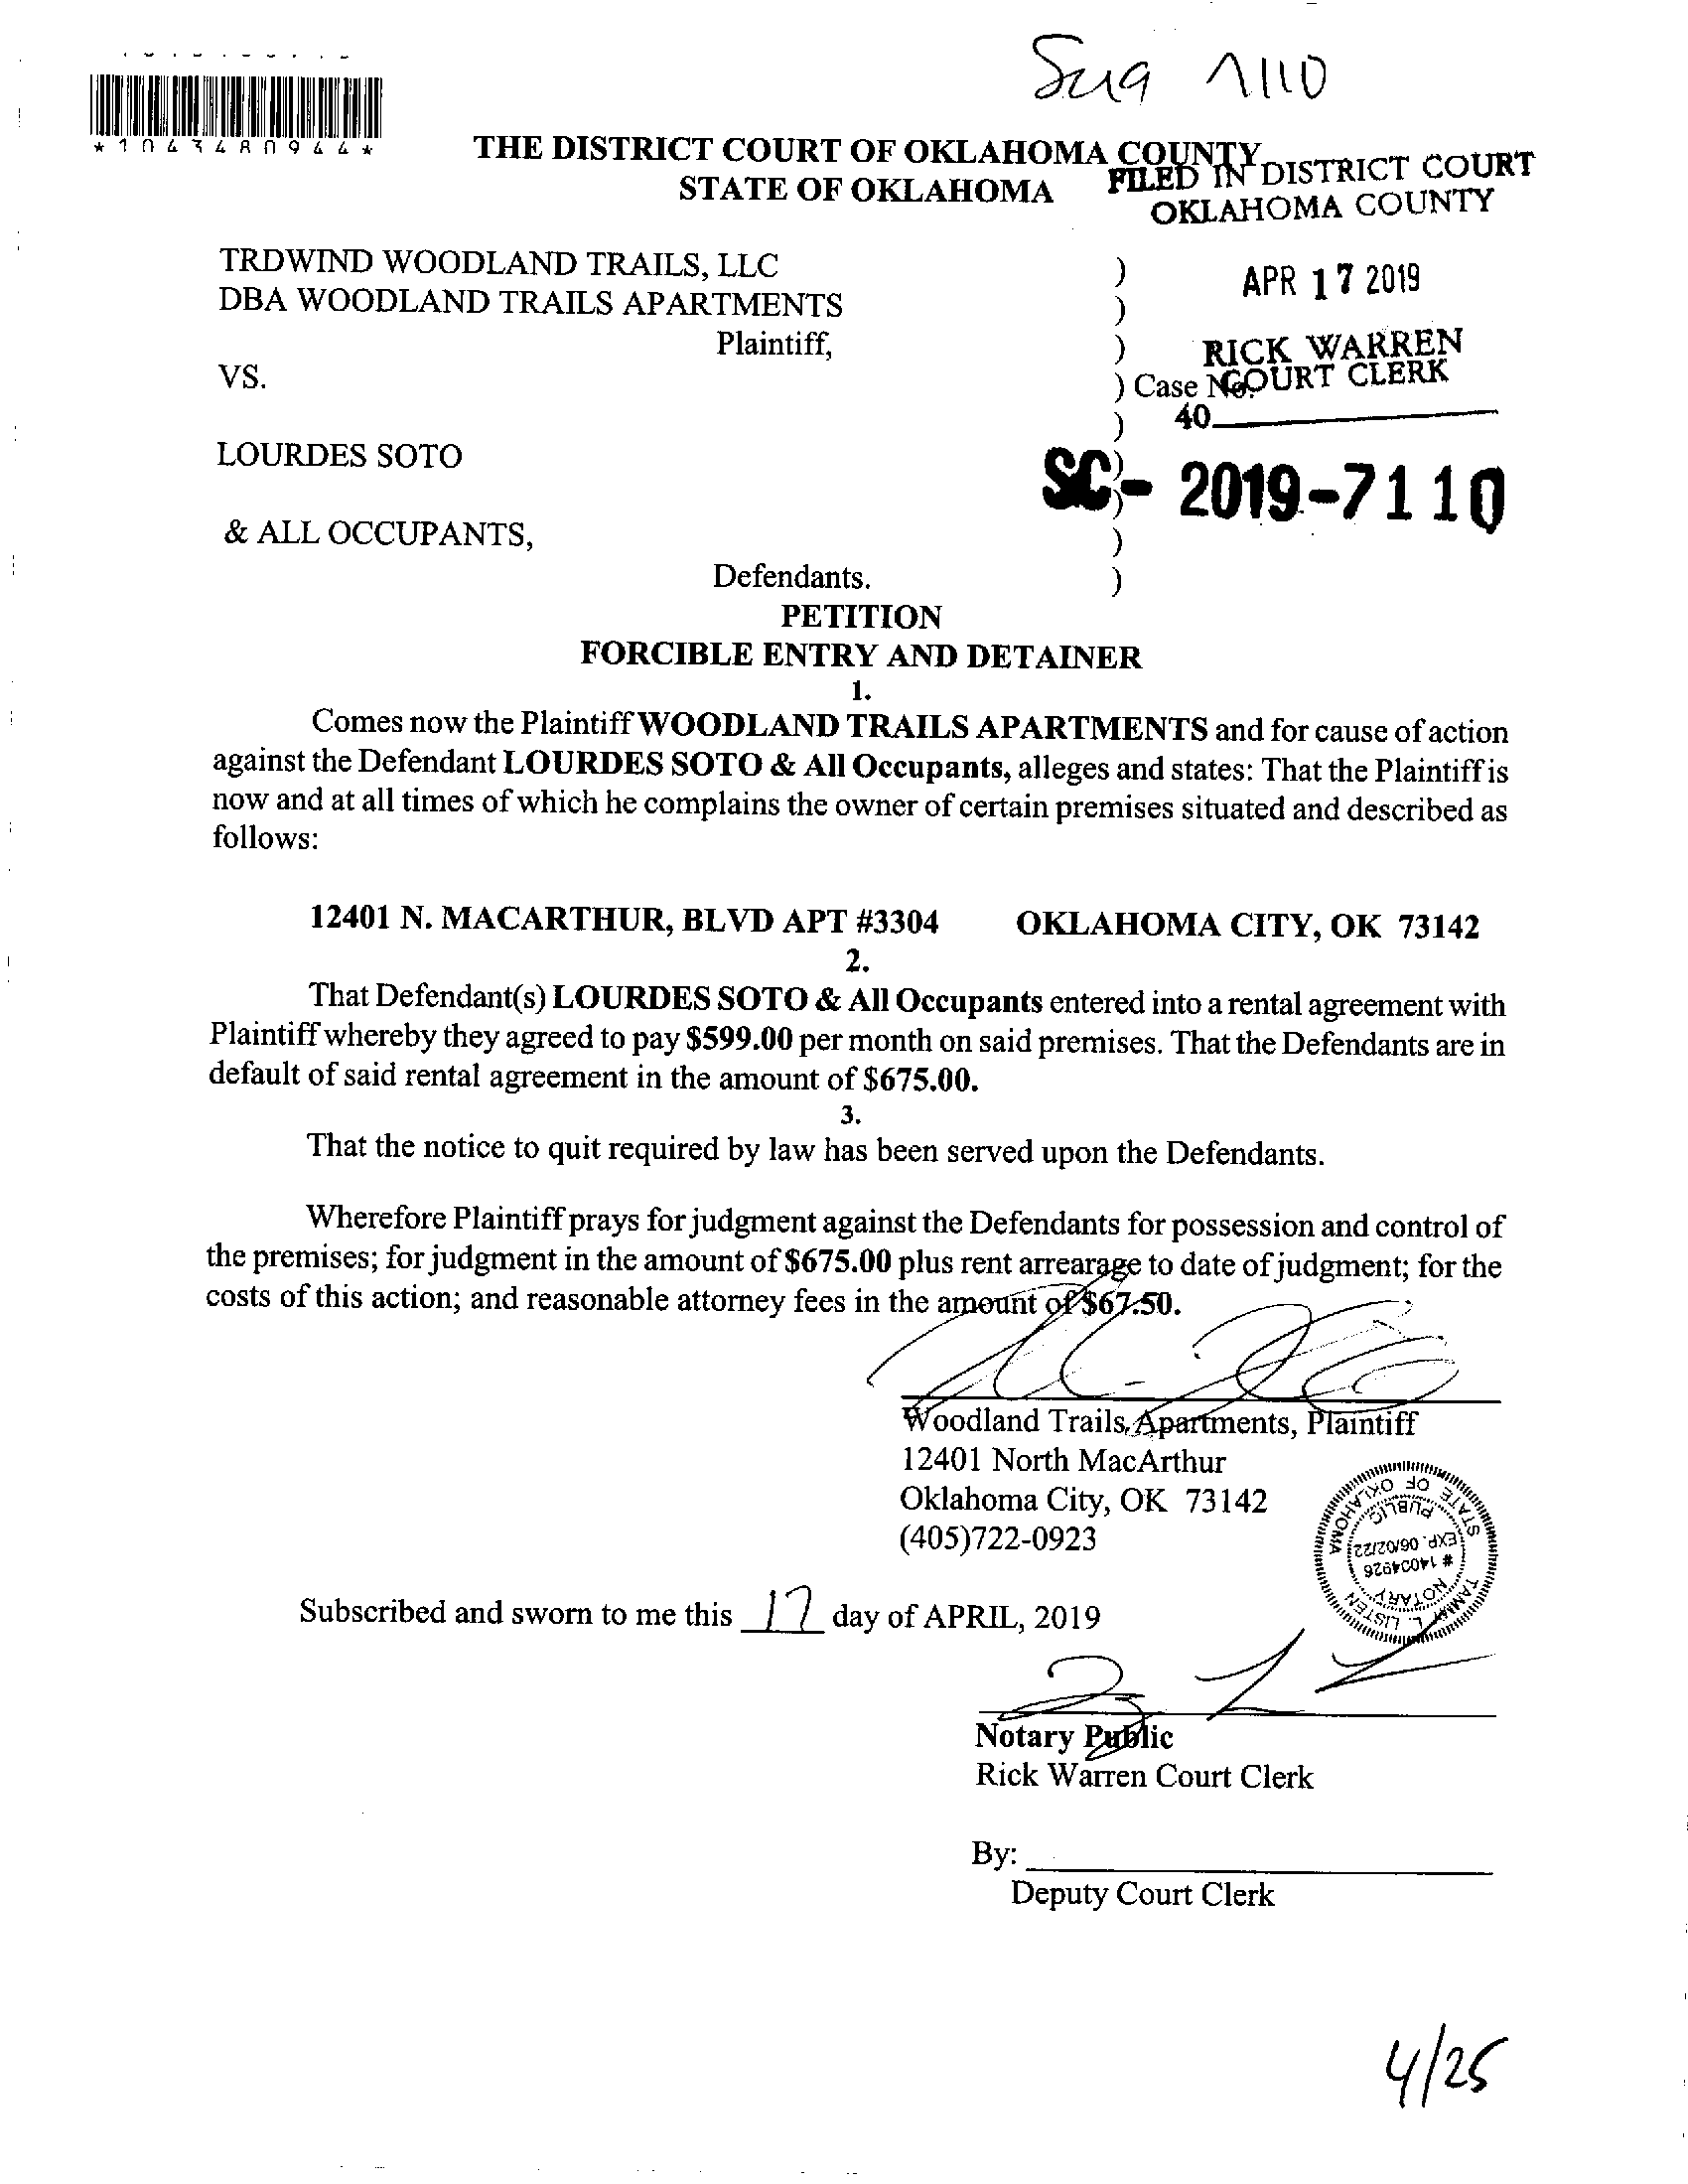 *1043480944*
THE DISTRICT COURT OF OKLAHOMA COUNTY
STATE OF OKLAHOMA
FILED IN DISTRICT COURT
OKLAHOMA COUNTY
TRDWIND WOODLAND TRAILS, LLC )
DBA WOODLAND TRAILS APARTMENTS )
APR 17 2019
Plaintiff, )
RICK WARREN
COURT CLERK
VS. ) Case No.
) 40
LOURDES SOTO )
SC- 2019-7110
& ALL OCCUPANTS, )
Defendants. )
PETITION
FORCIBLE ENTRY AND DETAINER
1.
Comes now the Plaintiff WOODLAND TRAILS APARTMENTS and for cause of action
against the Defendant LOURDES SOTO & All Occupants, alleges and states: That the Plaintiff is
now and at all times of which he complains the owner of certain premises situated and described as
follows:
12401 N. MACARTHUR, BLVD APT #3304 OKLAHOMA CITY, OK 73142
2.
That Defendant(s) LOURDES SOTO & All Occupants entered into a rental agreement with
Plaintiff whereby they agreed to pay $599.00 per month on said premises. That the Defendants are in
default of said rental agreement in the amount of $675.00.
3.
That the notice to quit required by law has been served upon the Defendants.
Wherefore Plaintiff prays for judgment against the Defendants for possession and control of
the premises; for judgment in the amount of $675.00 plus rent arrearage to date of judgment; for the
costs of this action; and reasonable attorney fees in the amount of $67.50.
Woodland Trails Apartments, Plaintiff
12401 North MacArthur
Oklahoma City, OK 73142
(405)722-0923
TAMMY L. LISTEN
NOTARY
# 14004926
EXP. 06/02/22
PUBLIC
STATE OF OKLAHOMA
Subscribed and sworn to me this 17 day of APRIL, 2019
Notary Public
Rick Warren Court Clerk
By:
Deputy Court Clerk
4/25